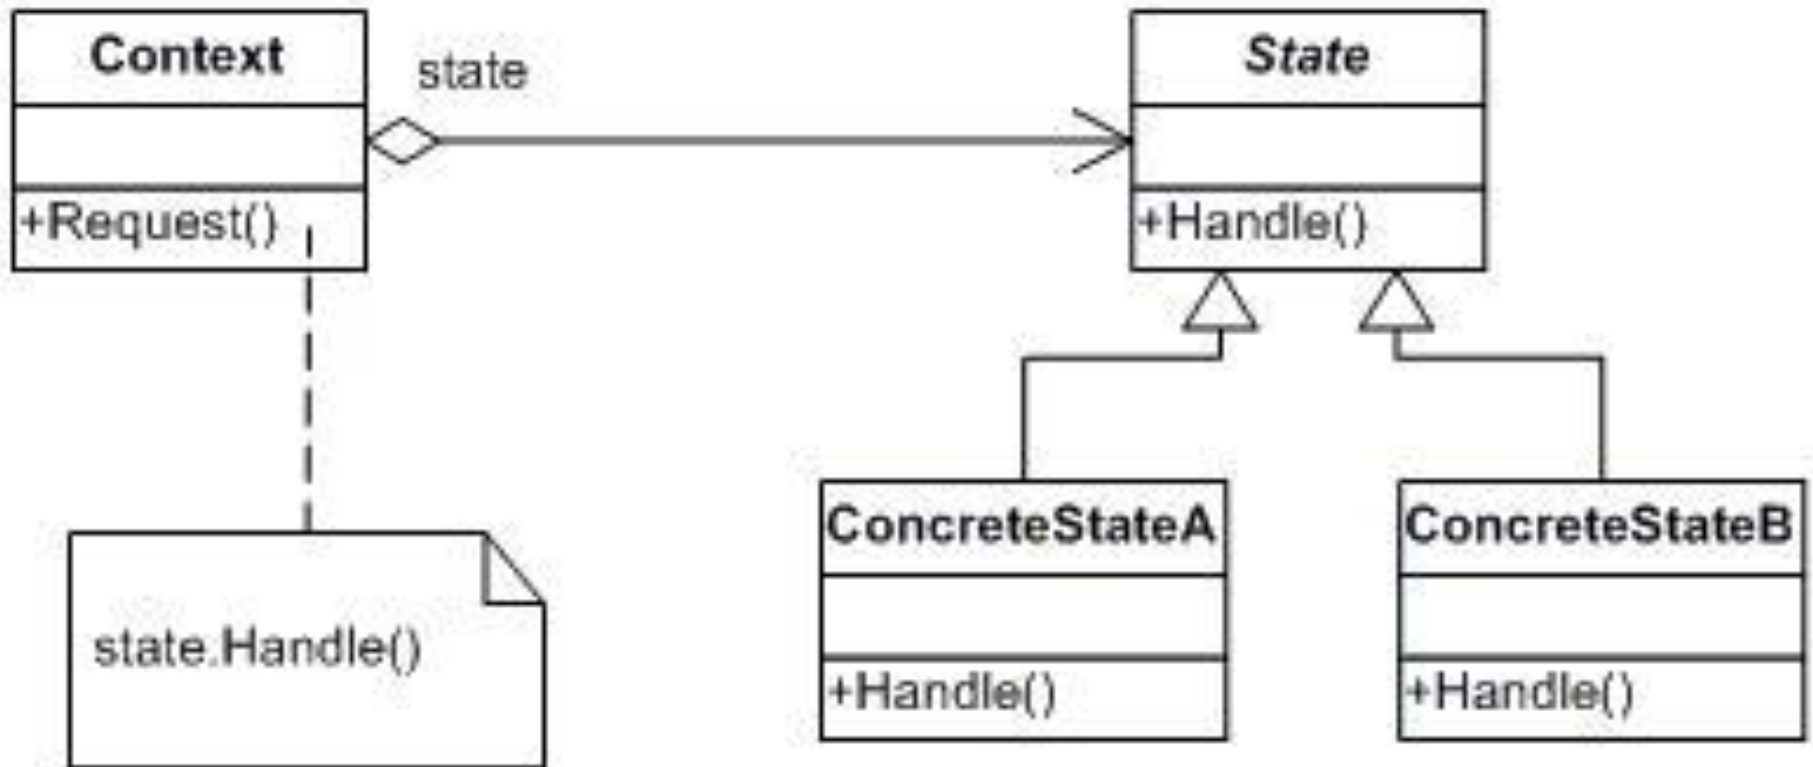 Context
state
State
+Request()
+Handle()
ConcreteStateA
ConcreteStateB
state.Handle()
+Handle()
+Handle()